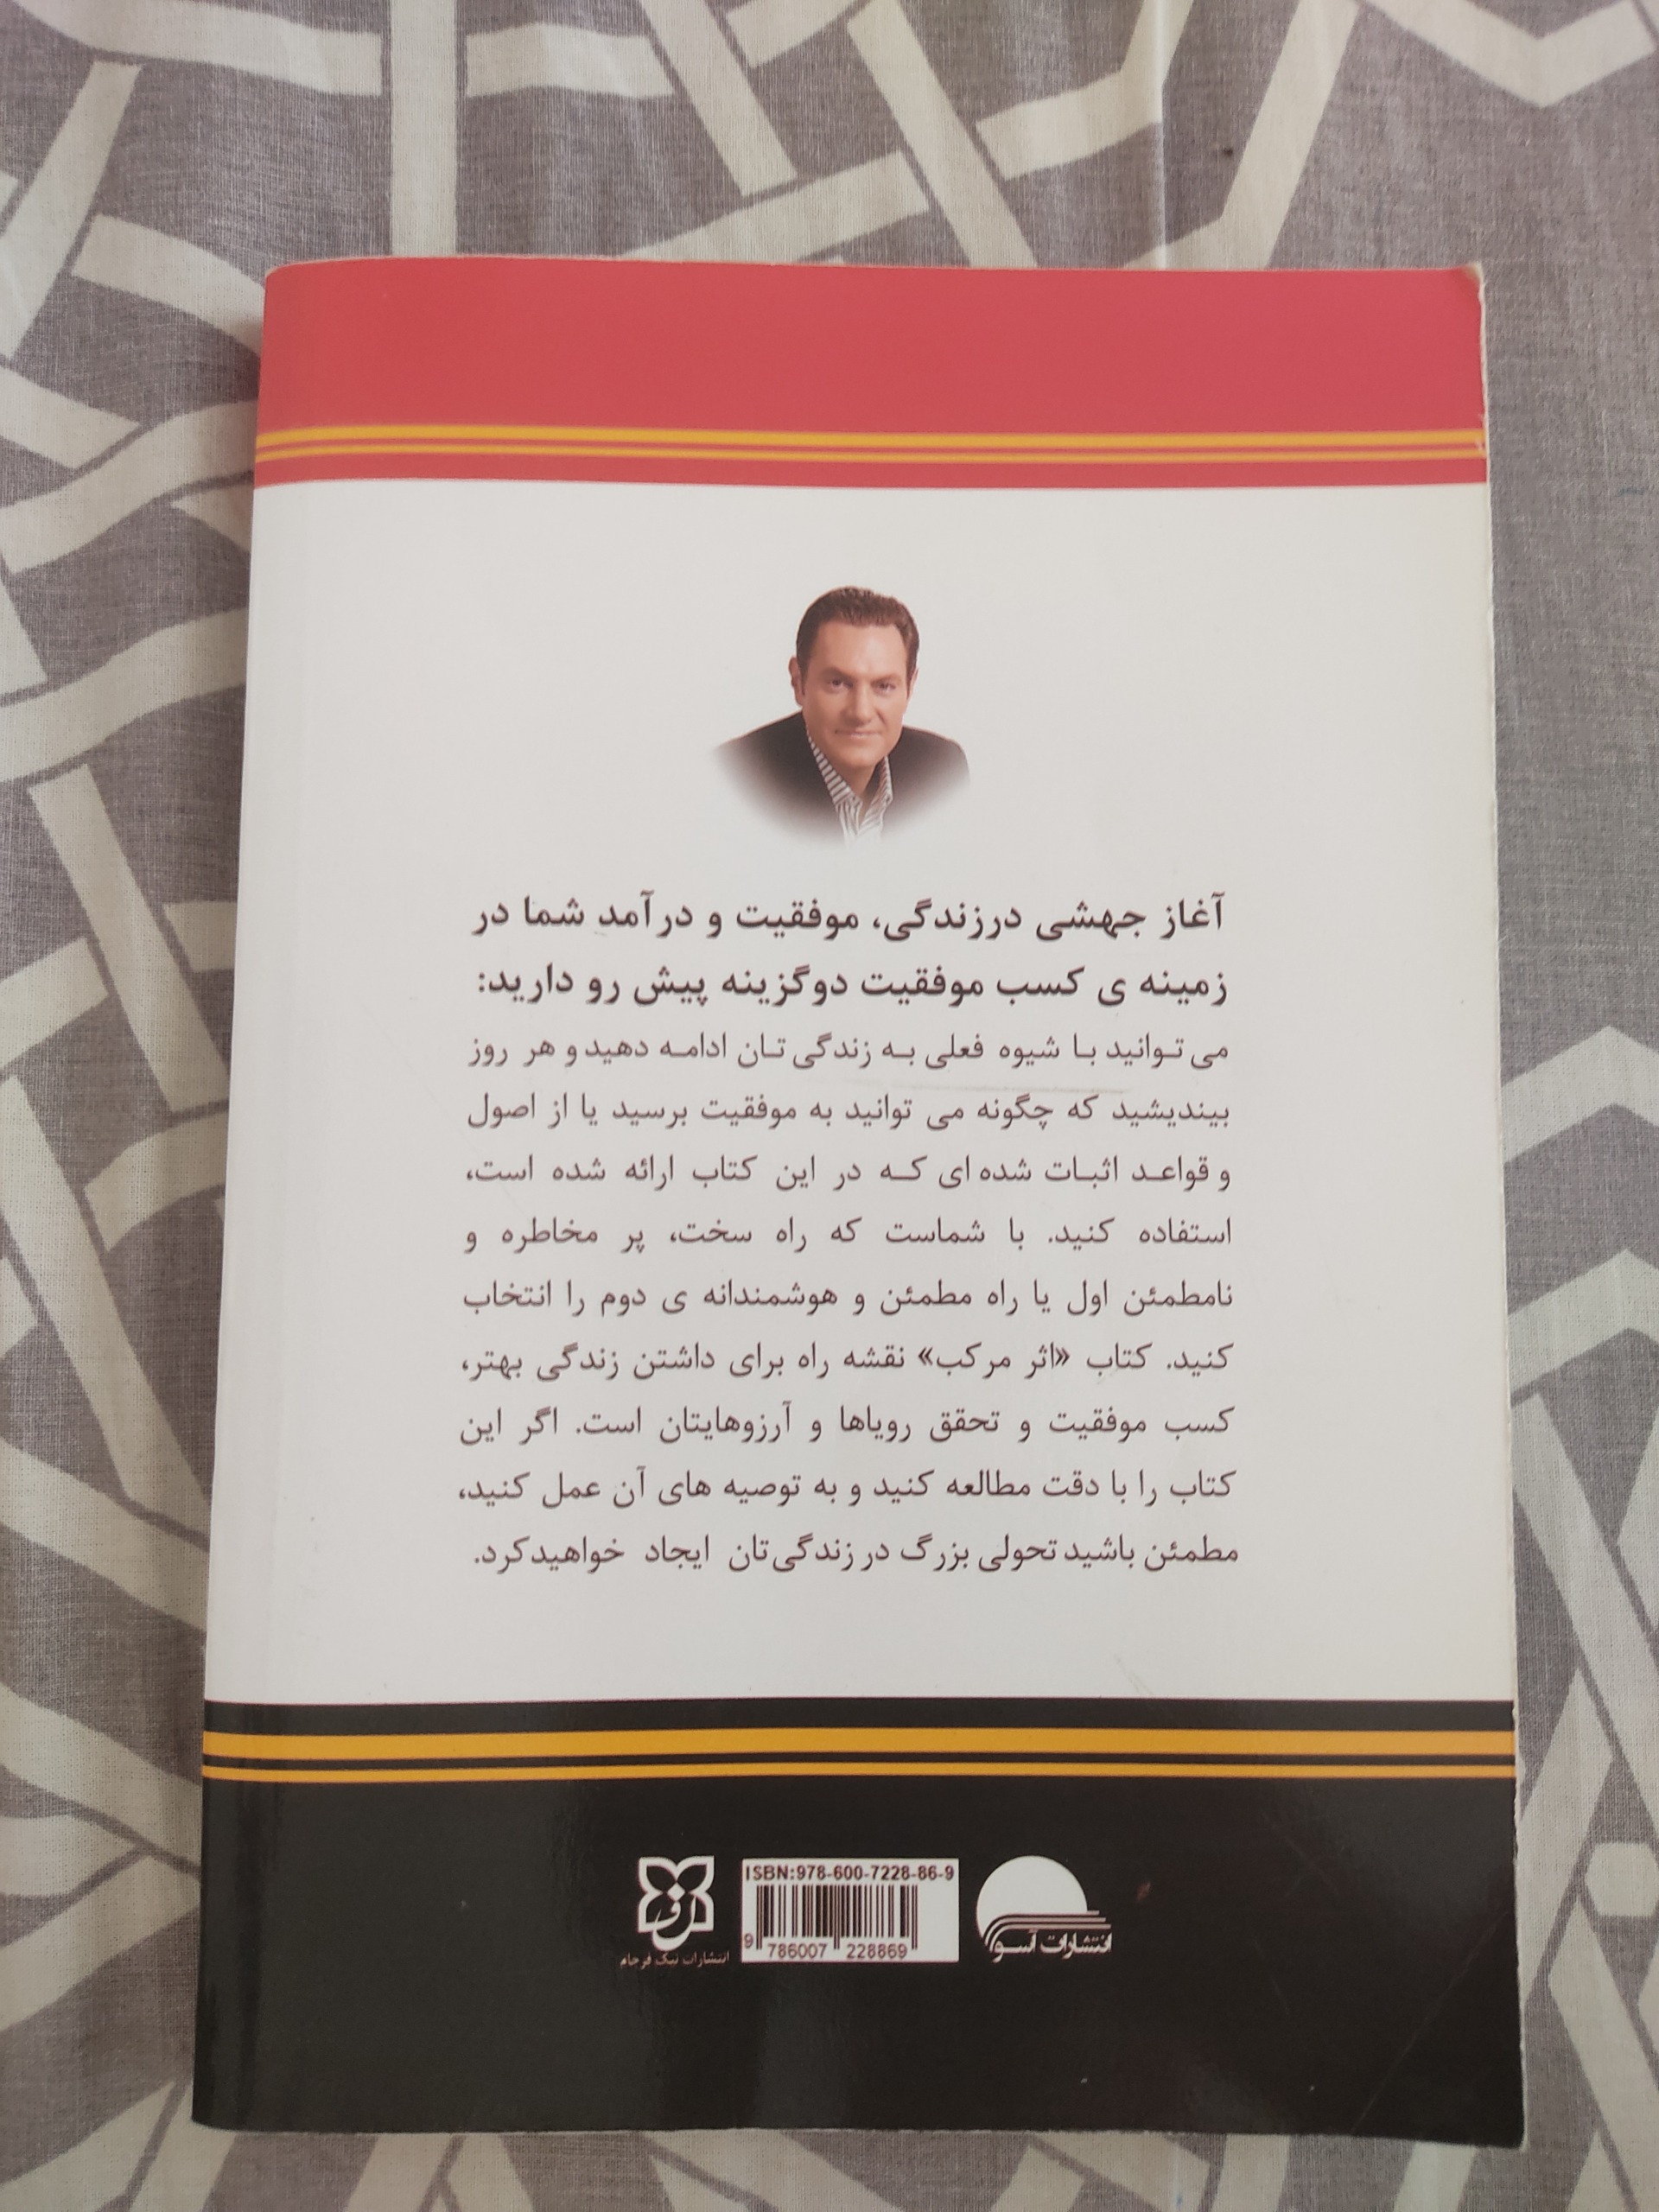 آغاز جهشی درزندگی، موفقیت و درآمد شما در
زمینه ی کسب موفقیت دوگزینه پیش رو دارید:
می توانید با شیوه فعلی به زندگی تان ادامه دهید و هر روز
بیندیشید که چگونه می توانید به موفقیت برسید یا از اصول
و قواعد اثبات شده ای که در این کتاب ارائه شده است،
استفاده کنید. با شماست که راه سخت، پر مخاطره و
نامطمئن اول یا راه مطمئن و هوشمندانه ی دوم را انتخاب
کنید. کتاب «اثر مرکب» نقشه راه برای داشتن زندگی بهتر،
کسب موفقیت و تحقق رویاها و آرزوهایتان است. اگر این
کتاب را با دقت مطالعه کنید و به توصیه های آن عمل کنید،
مطمئن باشید تحولی بزرگ در زندگی‌تان ایجاد خواهیدکرد.
انتشارات آسو
ISBN:978-600-7228-86-9
9 786007 228869
انتشارات نیک فرجام